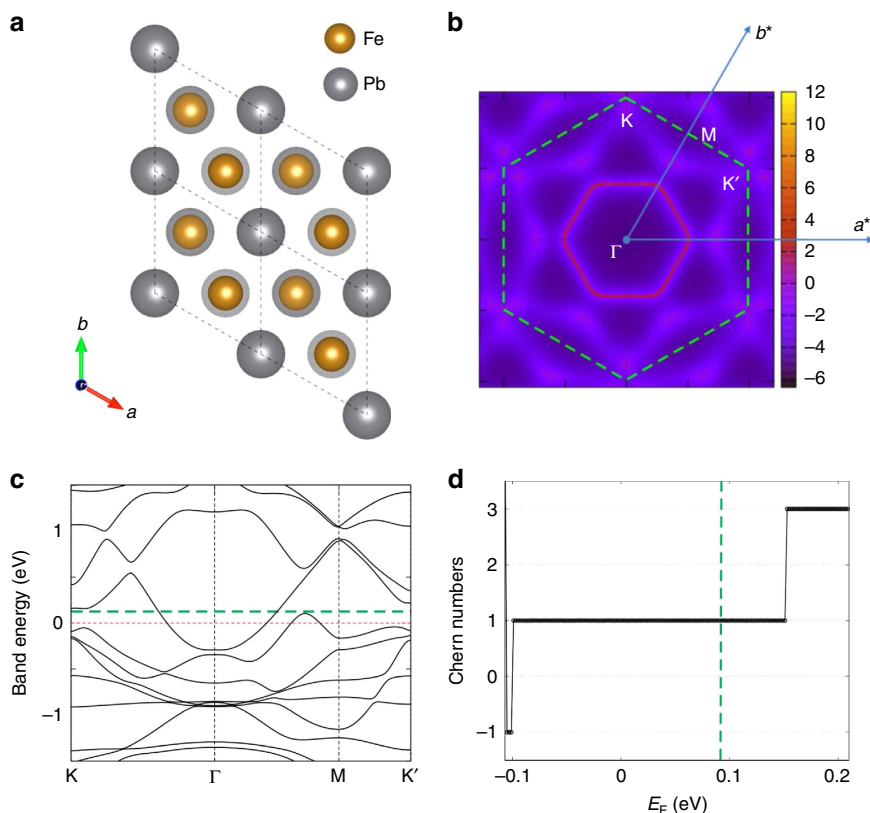 a
Fe
Pb
b
a
b
b*
a*
K
M
K′
Γ
12
10
8
6
4
2
0
−2
−4
−6
c
Band energy (eV)
1
0
−1
K
Γ
M
K′
d
Chern numbers
3
2
1
0
−1
−0.1
0
0.1
0.2
E_F (eV)